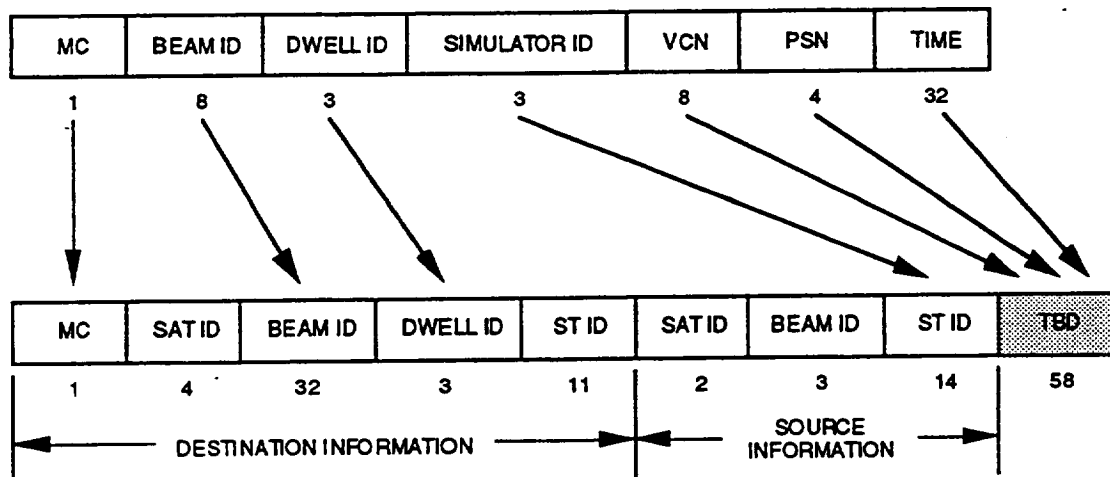 MC BEAM ID DWELL ID SIMULATOR ID VCN PSN TIME
1 8 3 3 8 4 32
MC SAT ID BEAM ID DWELL ID ST ID SAT ID BEAM ID ST ID TBD
1 4 32 3 11 2 3 14 58
DESTINATION INFORMATION
SOURCE
INFORMATION